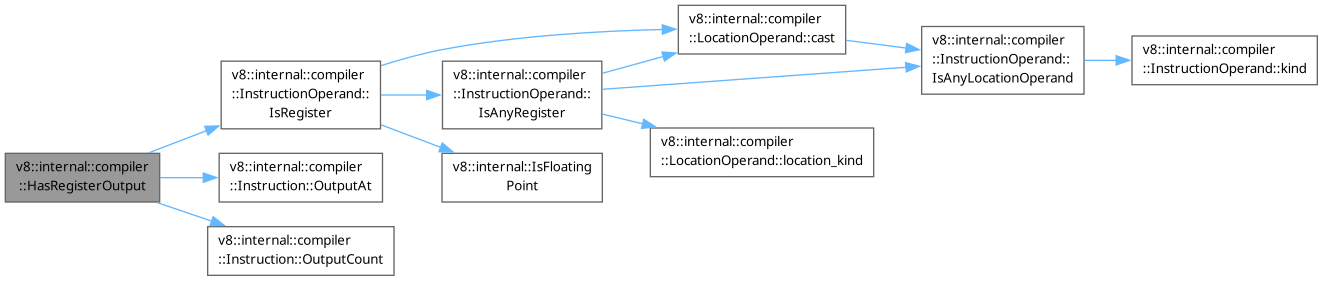 v8::internal::compiler
::HasRegisterOutput
v8::internal::compiler
::InstructionOperand::
IsRegister
v8::internal::compiler
::Instruction::OutputAt
v8::internal::compiler
::Instruction::OutputCount
v8::internal::compiler
::InstructionOperand::
IsAnyRegister
v8::internal::IsFloating
Point
v8::internal::compiler
::LocationOperand::cast
v8::internal::compiler
::LocationOperand::location_kind
v8::internal::compiler
::InstructionOperand::
IsAnyLocationOperand
v8::internal::compiler
::InstructionOperand::kind